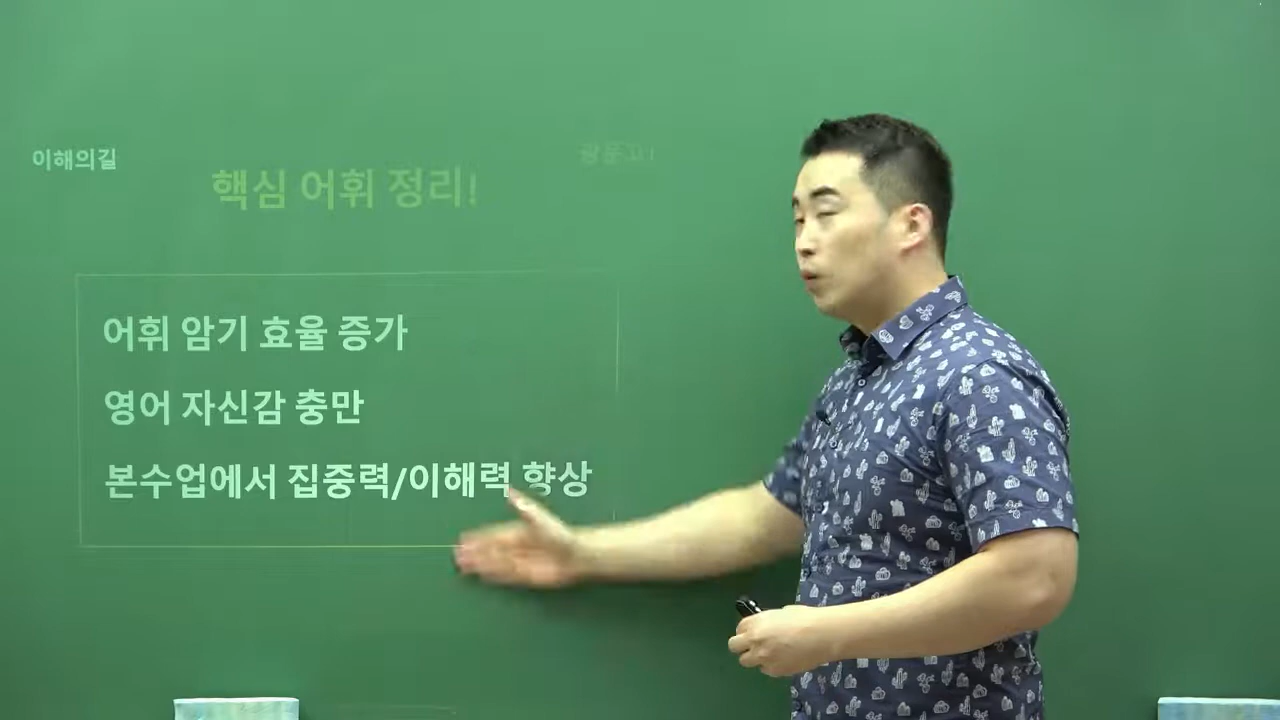 이해의길
핵심 어휘 정리!
어휘 암기 효율 증가
영어 자신감 충만
본수업에서 집중력/이해력 향상